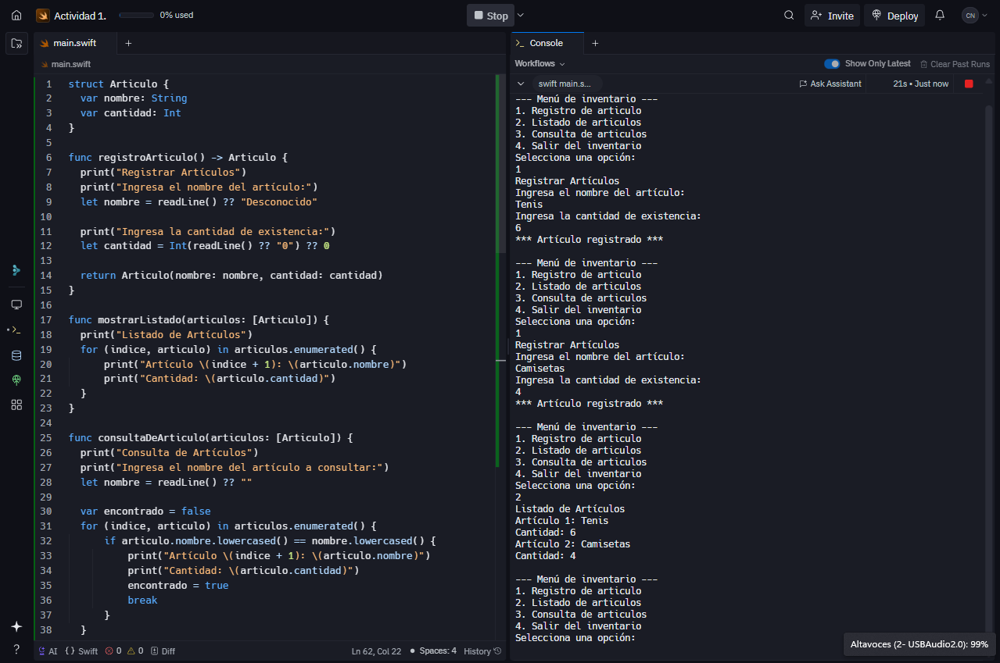 Actividad 1.
0% used
Stop
Invite
Deploy
CN
main.swift
main.swift
1 struct Articulo {
2 var nombre: String
3 var cantidad: Int
4 }
5
6 func registroArticulo() -> Articulo {
7 print("Registrar Artículos")
8 print("Ingresa el nombre del artículo:")
9 let nombre = readLine() ?? "Desconocido"
10
11 print("Ingresa la cantidad de existencia:")
12 let cantidad = Int(readLine() ?? "0") ?? 0
13
14 return Articulo(nombre: nombre, cantidad: cantidad)
15 }
16
17 func mostrarListado(articulos: [Articulo]) {
18 print("Listado de Artículos")
19 for (indice, articulo) in articulos.enumerated() {
20 print("Artículo \(indice + 1): \(articulo.nombre)")
21 print("Cantidad: \(articulo.cantidad)")
22 }
23 }
24
25 func consultaDeArticulo(articulos: [Articulo]) {
26 print("Consulta de Artículos")
27 print("Ingresa el nombre del artículo a consultar:")
28 let nombre = readLine() ?? ""
29
30 var encontrado = false
31 for (indice, articulo) in articulos.enumerated() {
32 if articulo.nombre.lowercased() == nombre.lowercased() {
33 print("Artículo \(indice + 1): \(articulo.nombre)")
34 print("Cantidad: \(articulo.cantidad)")
35 encontrado = true
36 break
37 }
38 }
AI
{} Swift
0
0
Diff
Ln 62, Col 22
Spaces: 4
History
Console
Workflows
Show Only Latest
Clear Past Runs
swift main.s...
Ask Assistant
21s • Just now
--- Menú de inventario ---
1. Registro de articulo
2. Listado de articulos
3. Consulta de articulos
4. Salir del inventario
Selecciona una opción:
1
Registrar Artículos
Ingresa el nombre del artículo:
Tenis
Ingresa la cantidad de existencia:
6
*** Artículo registrado ***
--- Menú de inventario ---
1. Registro de articulo
2. Listado de articulos
3. Consulta de articulos
4. Salir del inventario
Selecciona una opción:
1
Registrar Artículos
Ingresa el nombre del artículo:
Camisetas
Ingresa la cantidad de existencia:
4
*** Artículo registrado ***
--- Menú de inventario ---
1. Registro de articulo
2. Listado de articulos
3. Consulta de articulos
4. Salir del inventario
Selecciona una opción:
2
Listado de Artículos
Artículo 1: Tenis
Cantidad: 6
Artículo 2: Camisetas
Cantidad: 4
--- Menú de inventario ---
1. Registro de articulo
2. Listado de articulos
3. Consulta de articulos
4. Salir del inventario
Selecciona una opción:
Altavoces (2- USBAudio2.0): 99%